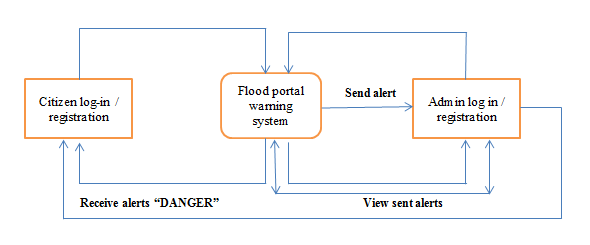 Citizen log-in /
registration
Flood portal
warning
system
Send alert
Admin log in /
registration
Receive alerts “DANGER”
View sent alerts